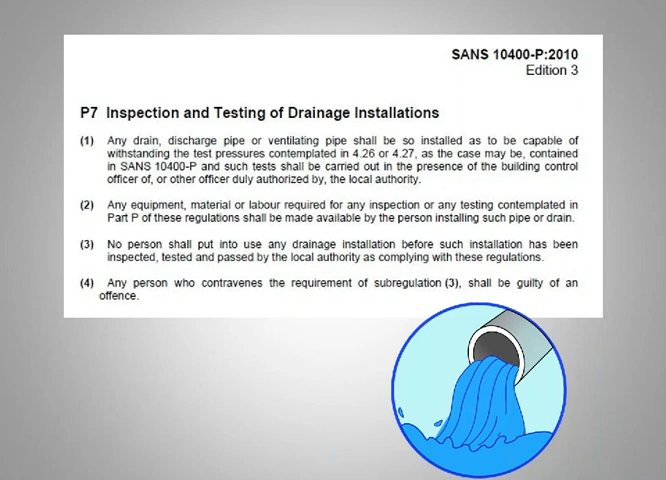 SANS 10400-P:2010
Edition 3
P7 Inspection and Testing of Drainage Installations
(1) Any drain, discharge pipe or ventilating pipe shall be so installed as to be capable of
withstanding the test pressures contemplated in 4.26 or 4.27, as the case may be, contained
in SANS 10400-P and such tests shall be carried out in the presence of the building control
officer of, or other officer duly authorized by, the local authority.
(2) Any equipment, material or labour required for any inspection or any testing contemplated in
Part P of these regulations shall be made available by the person installing such pipe or drain.
(3) No person shall put into use any drainage installation before such installation has been
inspected, tested and passed by the local authority as complying with these regulations.
(4) Any person who contravenes the requirement of subregulation (3), shall be guilty of an
offence.